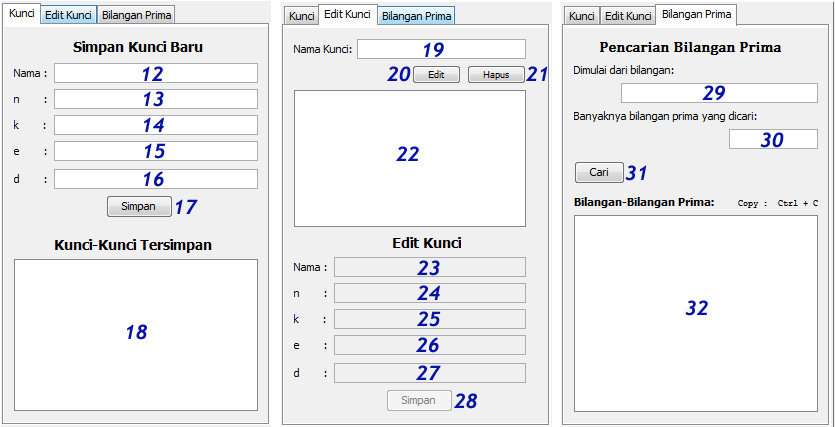 Kunci Edit Kunci Bilangan Prima
Simpan Kunci Baru
Nama : 12
n : 13
k : 14
e : 15
d : 16
Simpan 17
Kunci-Kunci Tersimpan
18
Kunci Edit Kunci Bilangan Prima
Nama Kunci: 19
20 Edit Hapus 21
22
Edit Kunci
Nama : 23
n : 24
k : 25
e : 26
d : 27
Simpan 28
Kunci Edit Kunci Bilangan Prima
Pencarian Bilangan Prima
Dimulai dari bilangan:
29
Banyaknya bilangan prima yang dicari:
30
Cari 31
Bilangan-Bilangan Prima: Copy : Ctrl + C
32